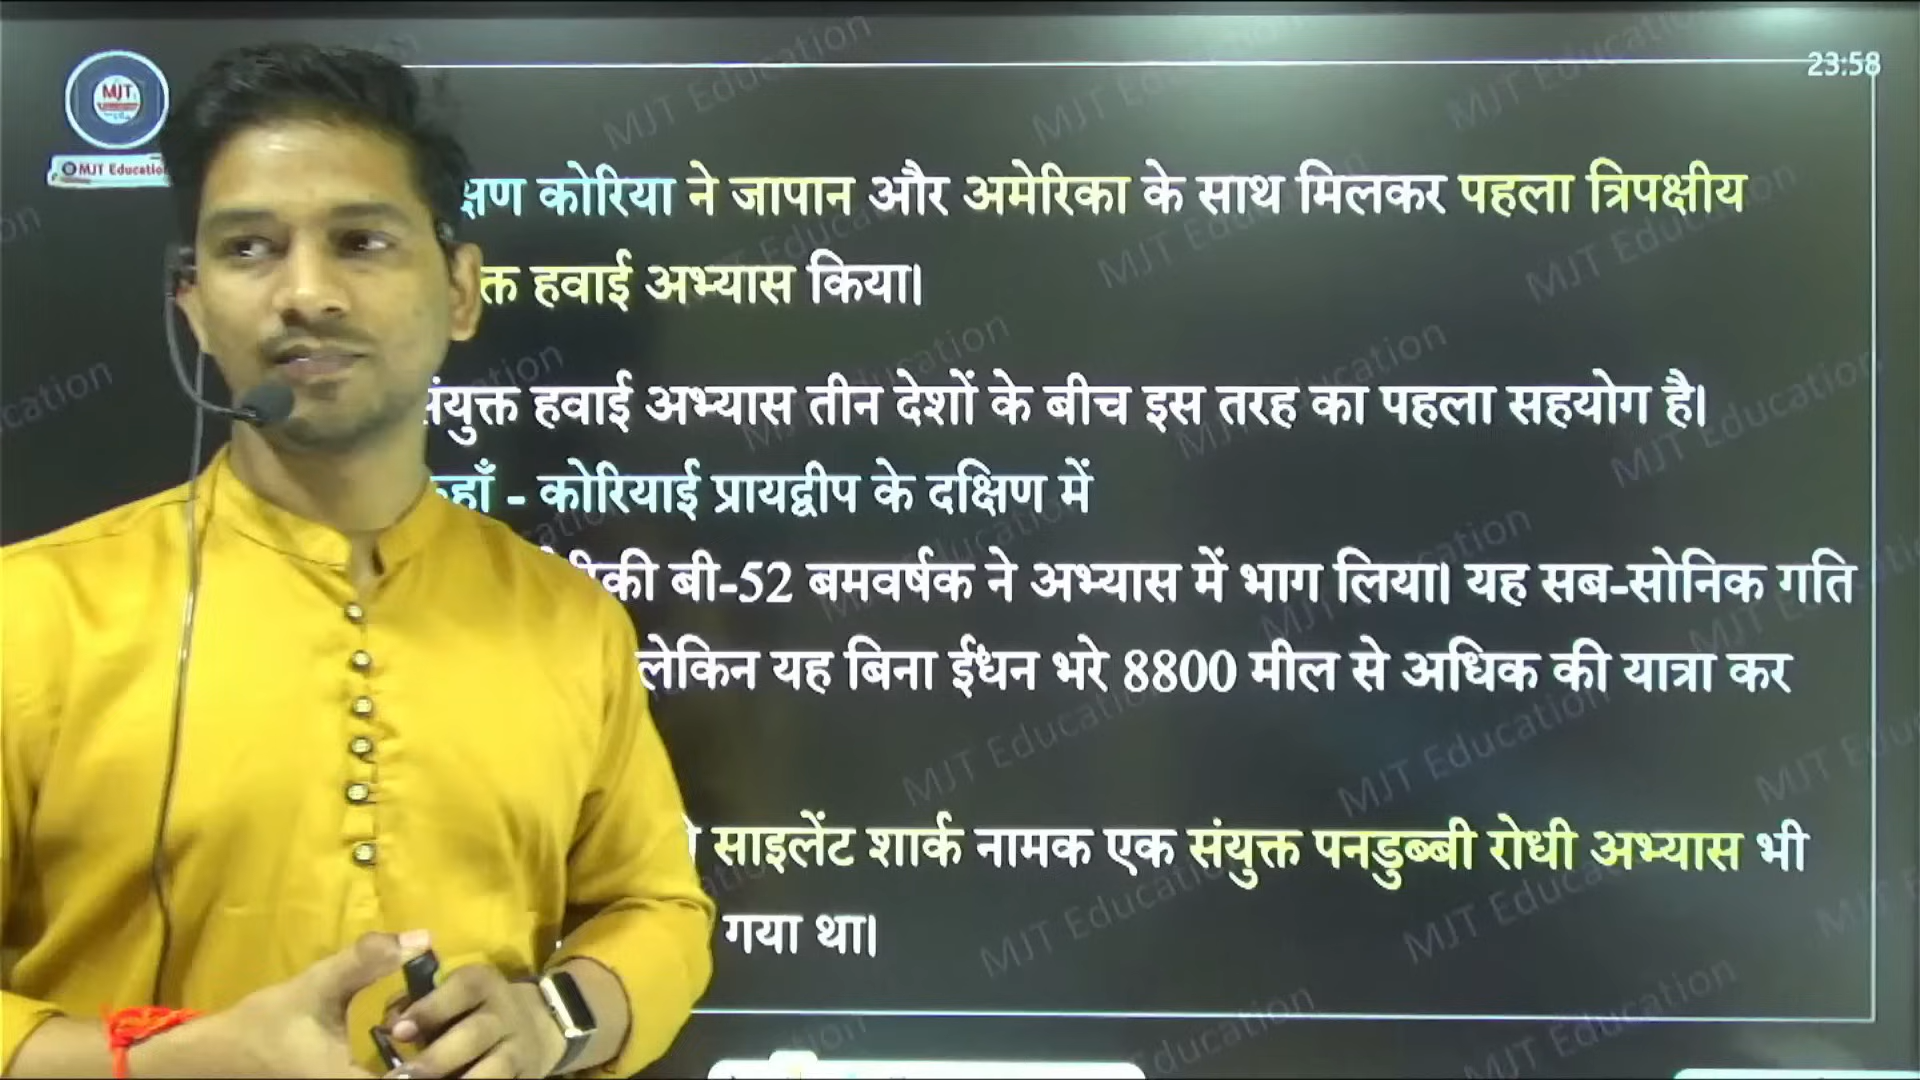 MJT
MJT Education
23:58
कोरिया ने जापान और अमेरिका के साथ मिलकर पहला त्रिपक्षीय
हवाई अभ्यास किया।
संयुक्त हवाई अभ्यास तीन देशों के बीच इस तरह का पहला सहयोग है।
- कोरियाई प्रायद्वीप के दक्षिण में
बी-52 बमवर्षक ने अभ्यास में भाग लिया। यह सब-सोनिक गति
लेकिन यह बिना ईंधन भरे 8800 मील से अधिक की यात्रा कर
साइलेंट शार्क नामक एक संयुक्त पनडुब्बी रोधी अभ्यास भी
गया था।